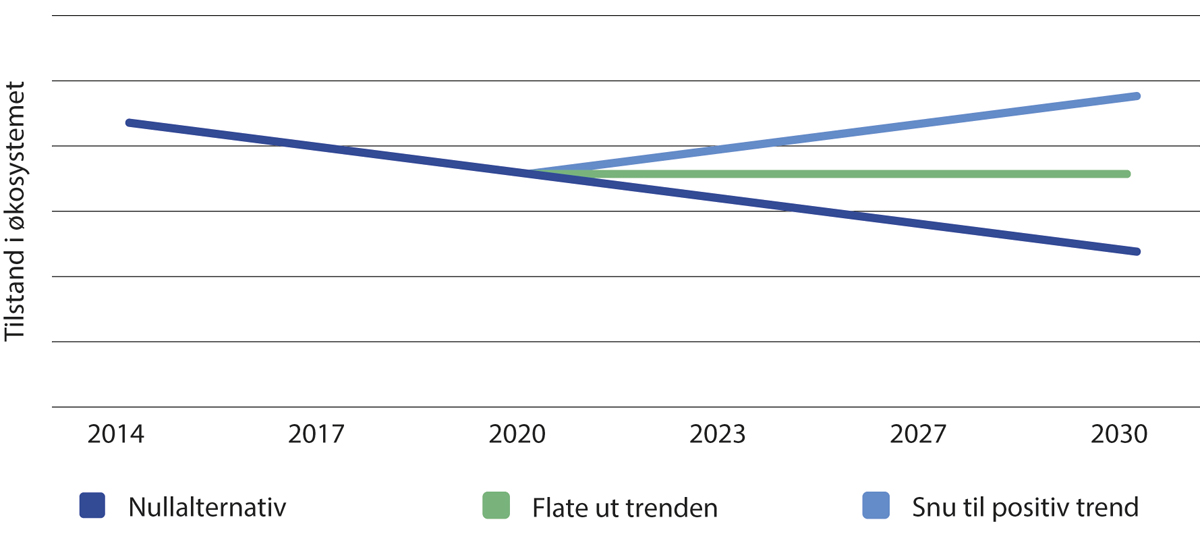 Tilstand i økosystemet
2014 2017 2020 2023 2027 2030
Nullalternativ Flate ut trenden Snu til positiv trend